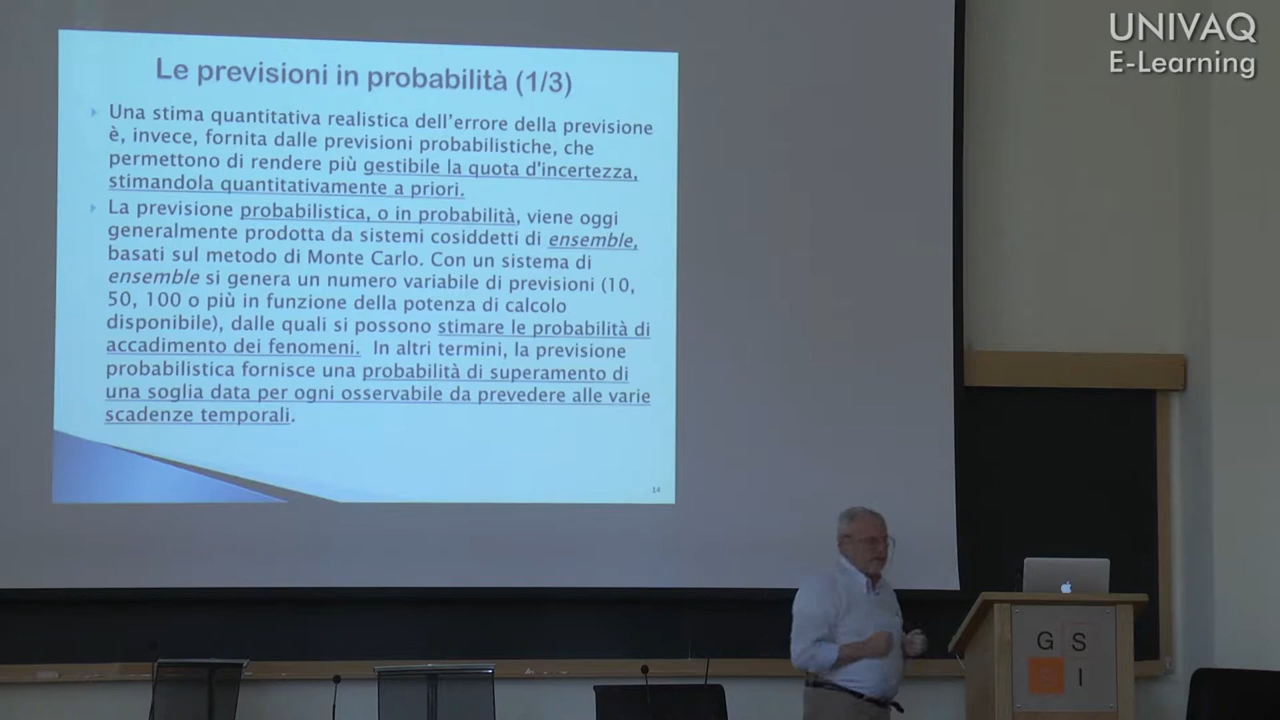 UNIVAQ
E-Learning
Le previsioni in probabilità (1/3)
Una stima quantitativa realistica dell'errore della previsione
è, invece, fornita dalle previsioni probabilistiche, che
permettono di rendere più gestibile la quota d'incertezza,
stimandola quantitativamente a priori.
La previsione probabilistica, o in probabilità, viene oggi
generalmente prodotta da sistemi cosiddetti di ensemble,
basati sul metodo di Monte Carlo. Con un sistema di
ensemble si genera un numero variabile di previsioni (10,
50, 100 o più in funzione della potenza di calcolo
disponibile), dalle quali si possono stimare le probabilità di
accadimento dei fenomeni. In altri termini, la previsione
probabilistica fornisce una probabilità di superamento di
una soglia data per ogni osservabile da prevedere alle varie
scadenze temporali.
14
G S
S I